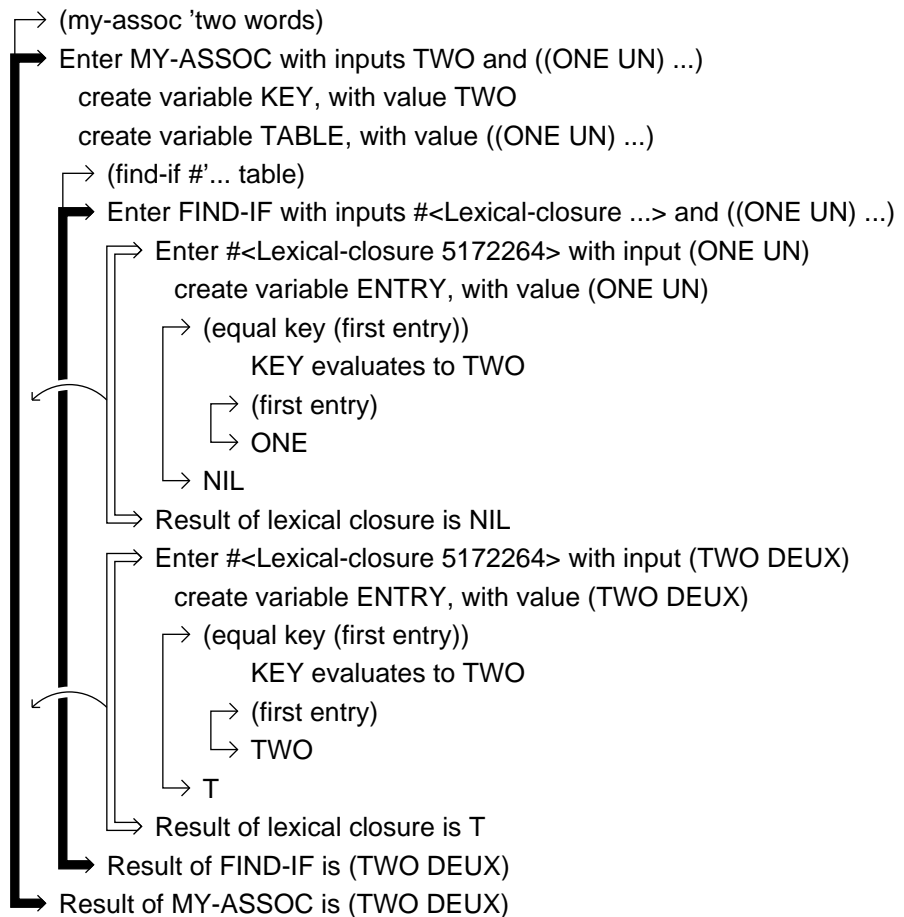 (my-assoc 'two words)
Enter MY-ASSOC with inputs TWO and ((ONE UN) ...)
create variable KEY, with value TWO
create variable TABLE, with value ((ONE UN) ...)
(find-if #'... table)
Enter FIND-IF with inputs #<Lexical-closure ...> and ((ONE UN) ...)
Enter #<Lexical-closure 5172264> with input (ONE UN)
create variable ENTRY, with value (ONE UN)
(equal key (first entry))
KEY evaluates to TWO
(first entry)
ONE
NIL
Result of lexical closure is NIL
Enter #<Lexical-closure 5172264> with input (TWO DEUX)
create variable ENTRY, with value (TWO DEUX)
(equal key (first entry))
KEY evaluates to TWO
(first entry)
TWO
T
Result of lexical closure is T
Result of FIND-IF is (TWO DEUX)
Result of MY-ASSOC is (TWO DEUX)